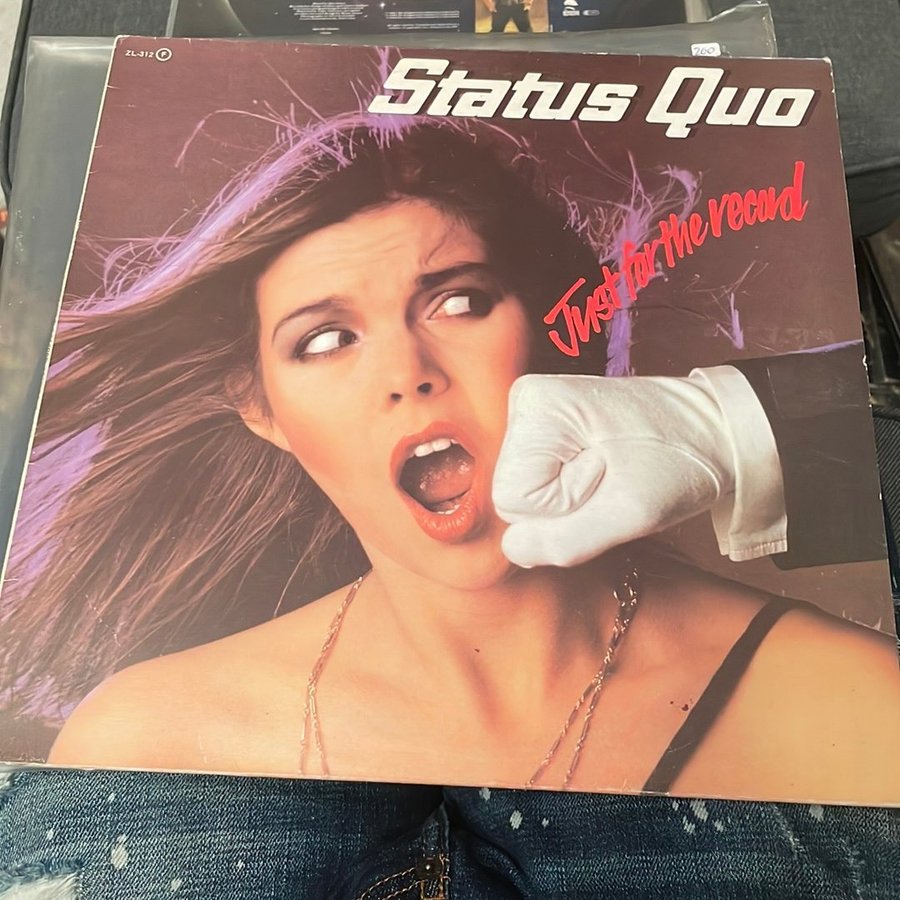 ZL-312 F
260
Status Quo
Just for the record